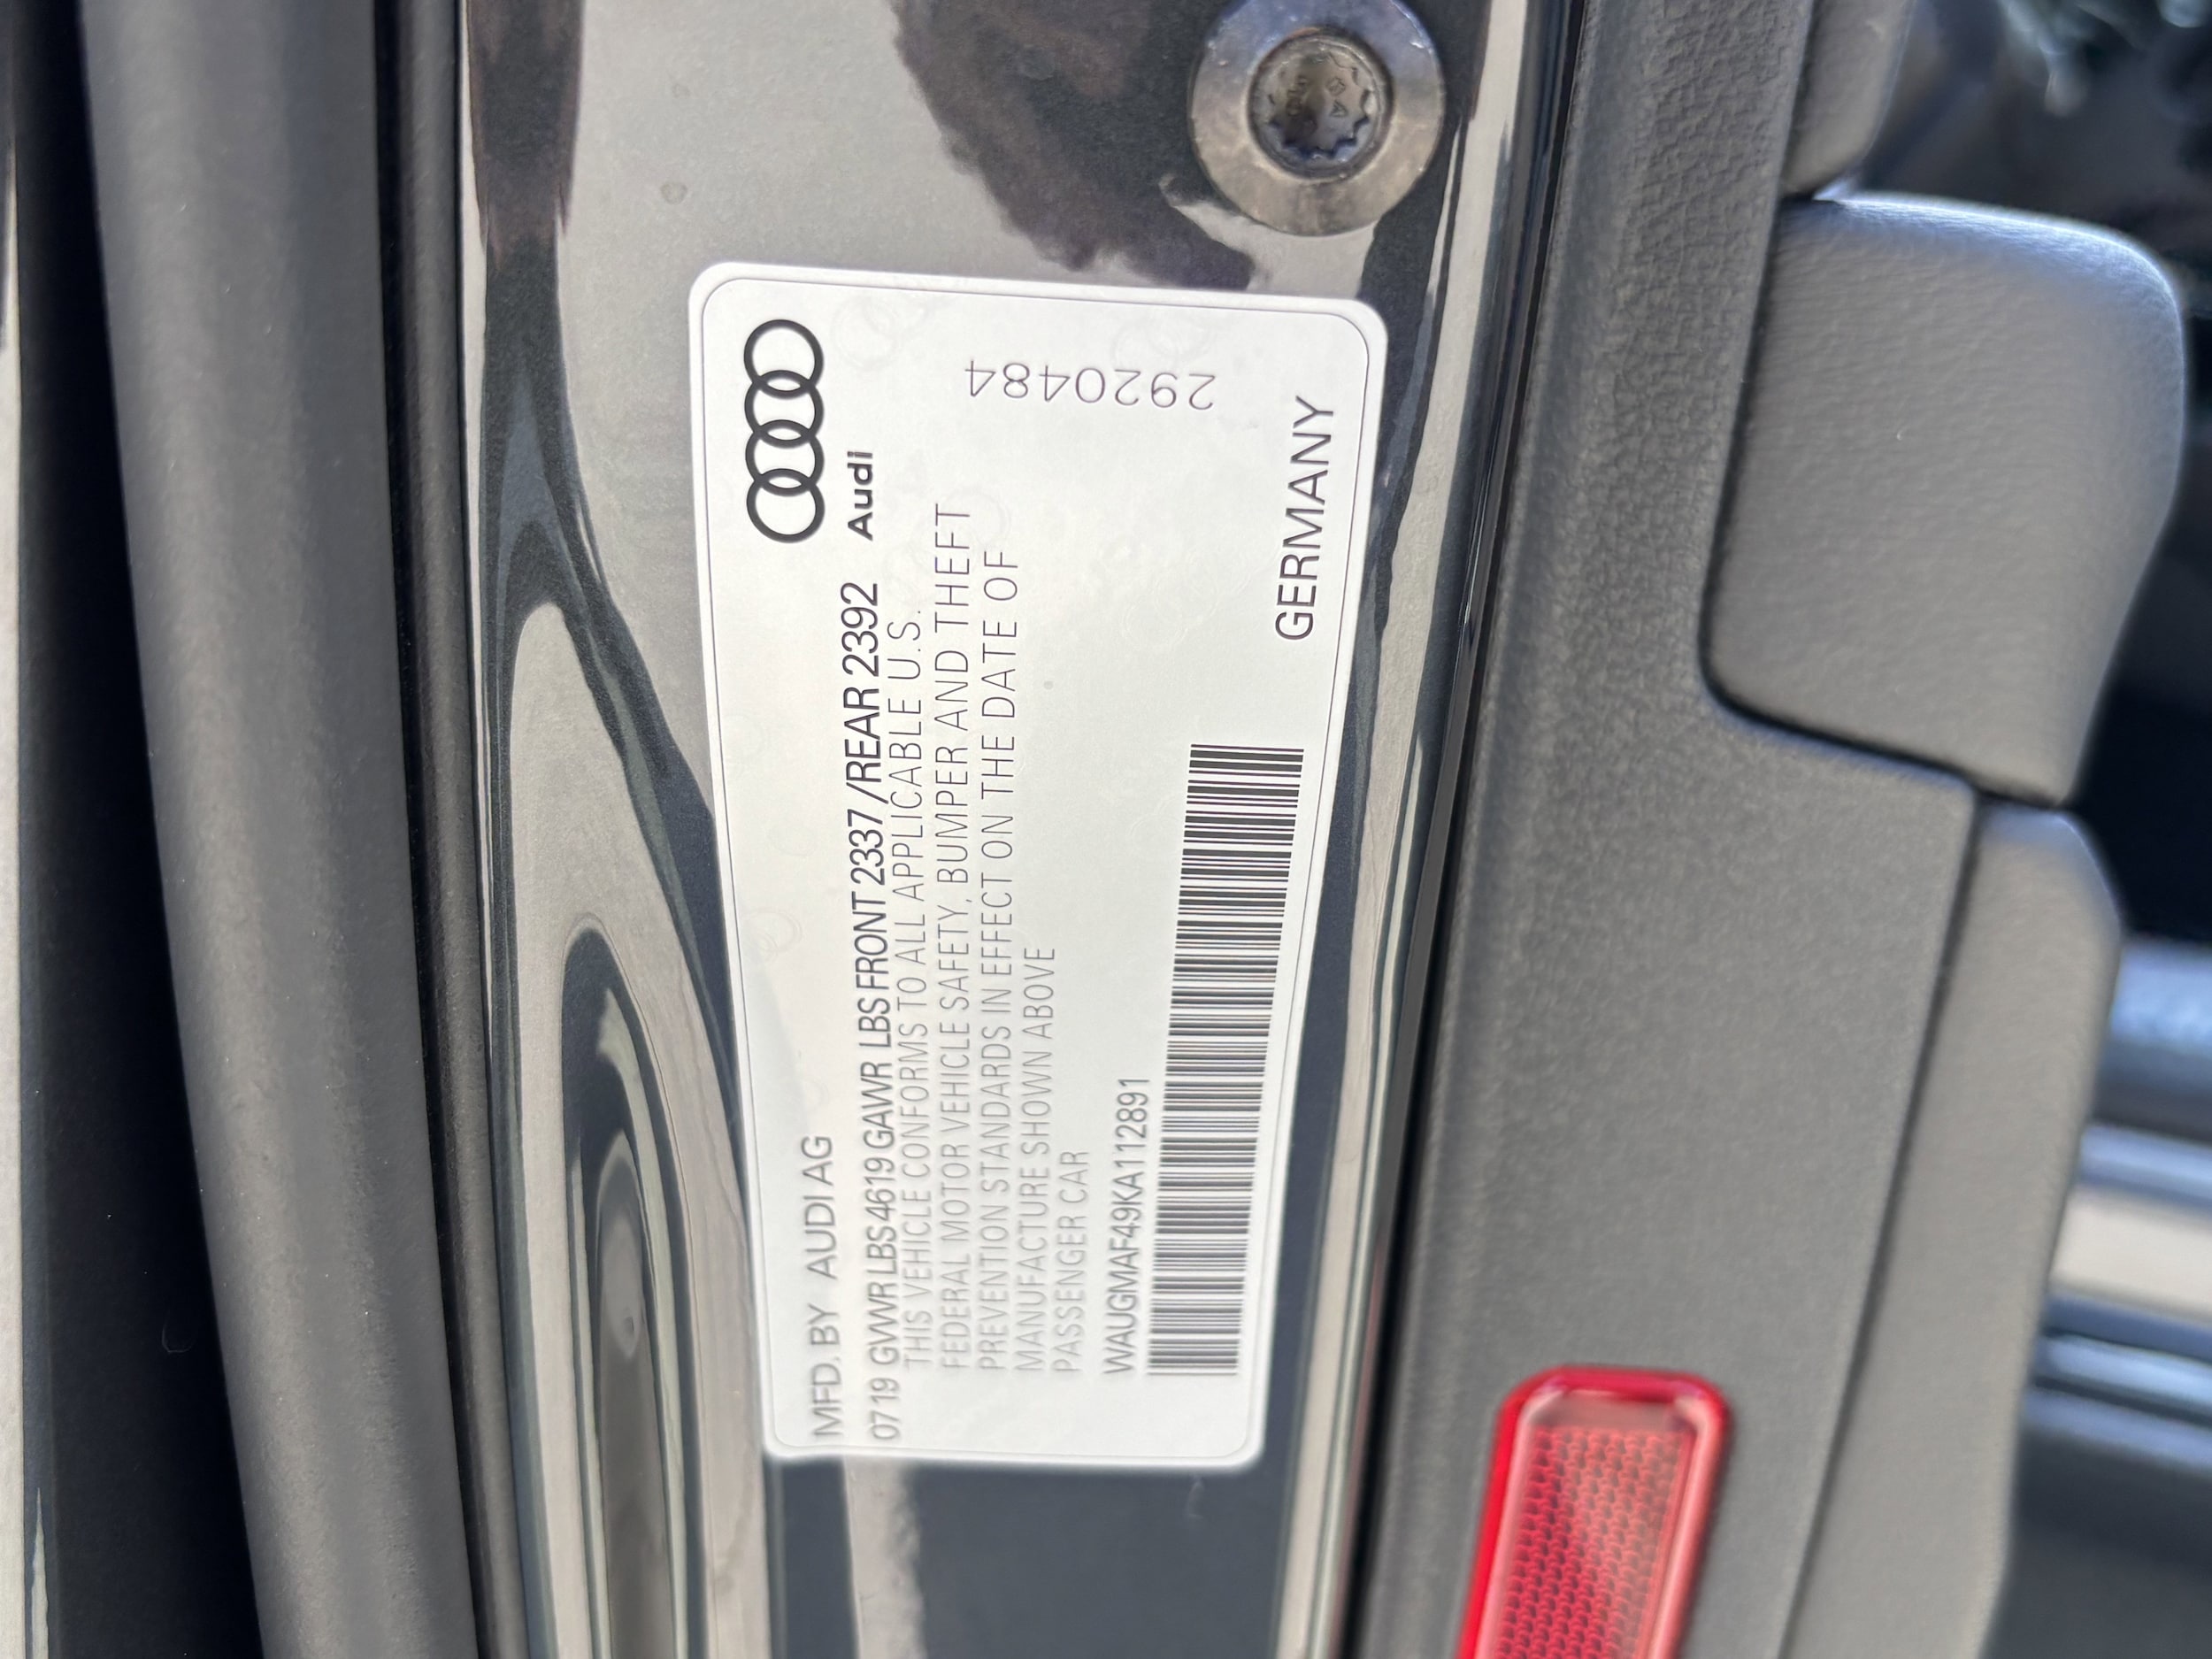 Audi
MFD. BY AUDI AG
0719 GVWR LBS 4619 GAWR LBS FRONT 2337 /REAR 2392
THIS VEHICLE CONFORMS TO ALL APPLICABLE U.S.
FEDERAL MOTOR VEHICLE SAFETY, BUMPER AND THEFT
PREVENTION STANDARDS IN EFFECT ON THE DATE OF
MANUFACTURE SHOWN ABOVE
PASSENGER CAR
2920484
WAUGMAF49KA112891
GERMANY